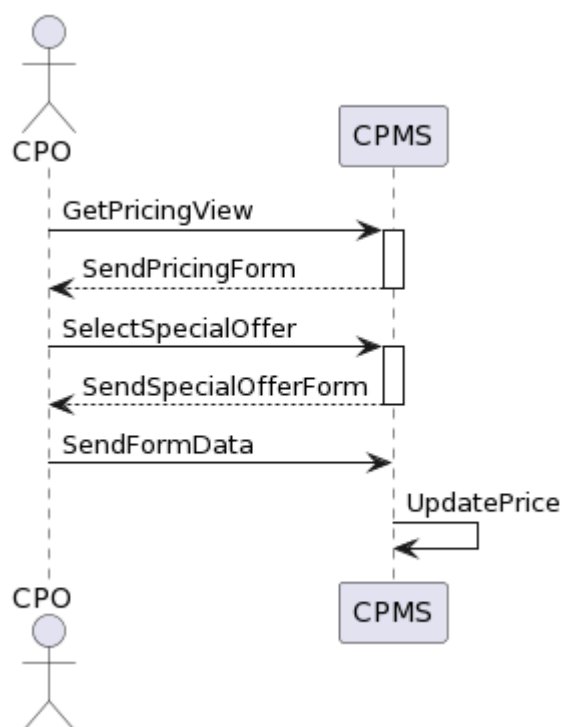 CPO
CPMS
GetPricingView
SendPricingForm
SelectSpecialOffer
SendSpecialOfferForm
SendFormData
UpdatePrice
CPO
CPMS